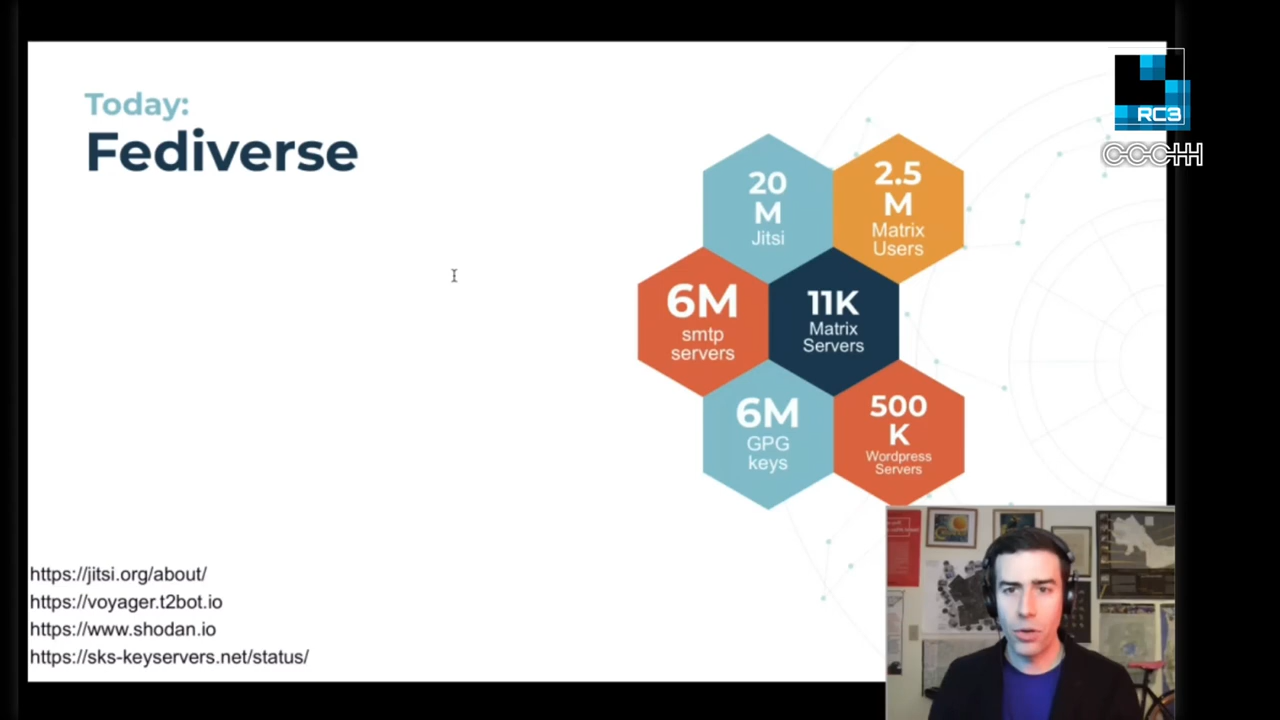 Today:
Fediverse
RC3
CCCHH
20
M
Jitsi
2.5
M
Matrix
Users
6M
smtp
servers
11K
Matrix
Servers
6M
GPG
keys
500
K
Wordpress
Servers
https://jitsi.org/about/
https://voyager.t2bot.io
https://www.shodan.io
https://sks-keyservers.net/status/